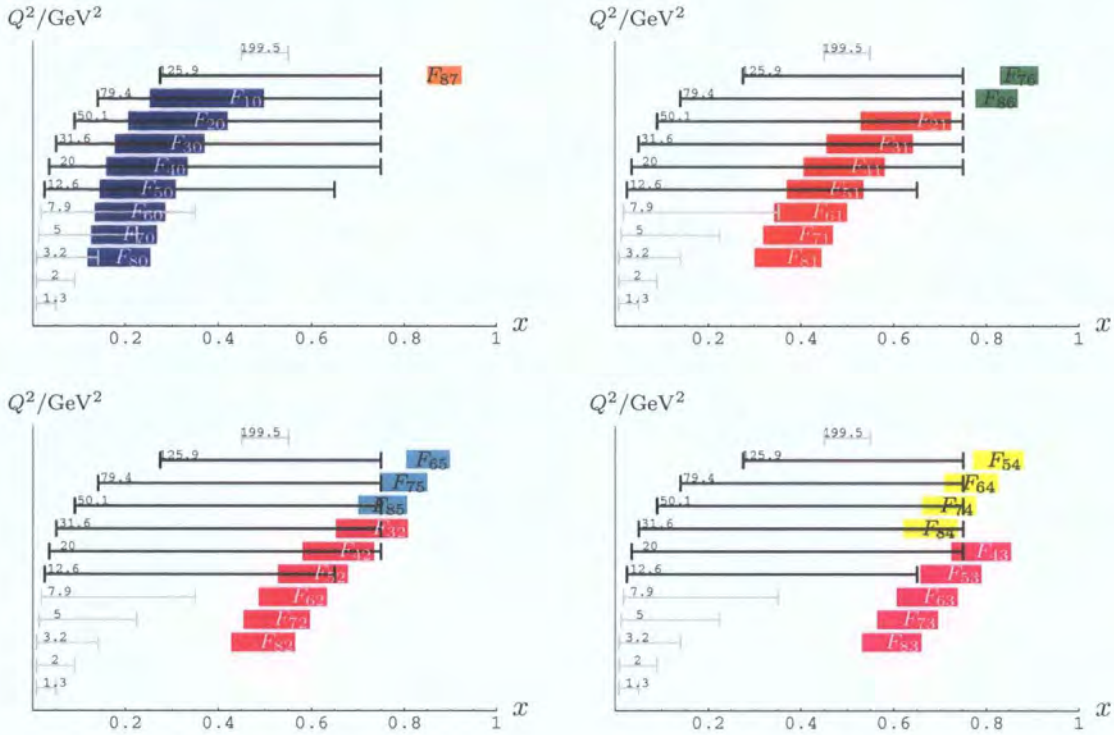 Q²/GeV²
199.5
125.9 F₈₇
79.4 F₁₀
50.1 F₂₀
31.6 F₃₀
20 F₄₀
12.6 F₅₀
7.9 F₆₀
5 F₇₀
3.2 F₈₀
2
1.3
x
0.2 0.4 0.6 0.8 1
Q²/GeV²
199.5
125.9 F₇₆
79.4 F₈₆
50.1 F₂₁
31.6 F₃₁
20 F₄₁
12.6 F₅₁
7.9 F₆₁
5 F₇₁
3.2 F₈₁
2
1.3
x
0.2 0.4 0.6 0.8 1
Q²/GeV²
199.5
125.9 F₆₅
79.4 F₇₅
50.1 F₈₅
31.6 F₃₂
20 F₄₂
12.6 F₅₂
7.9 F₆₂
5 F₇₂
3.2 F₈₂
2
1.3
x
0.2 0.4 0.6 0.8 1
Q²/GeV²
199.5
125.9 F₅₄
79.4 F₆₄
50.1 F₇₄
31.6 F₈₄
20 F₄₃
12.6 F₅₃
7.9 F₆₃
5 F₇₃
3.2 F₈₃
2
1.3
x
0.2 0.4 0.6 0.8 1